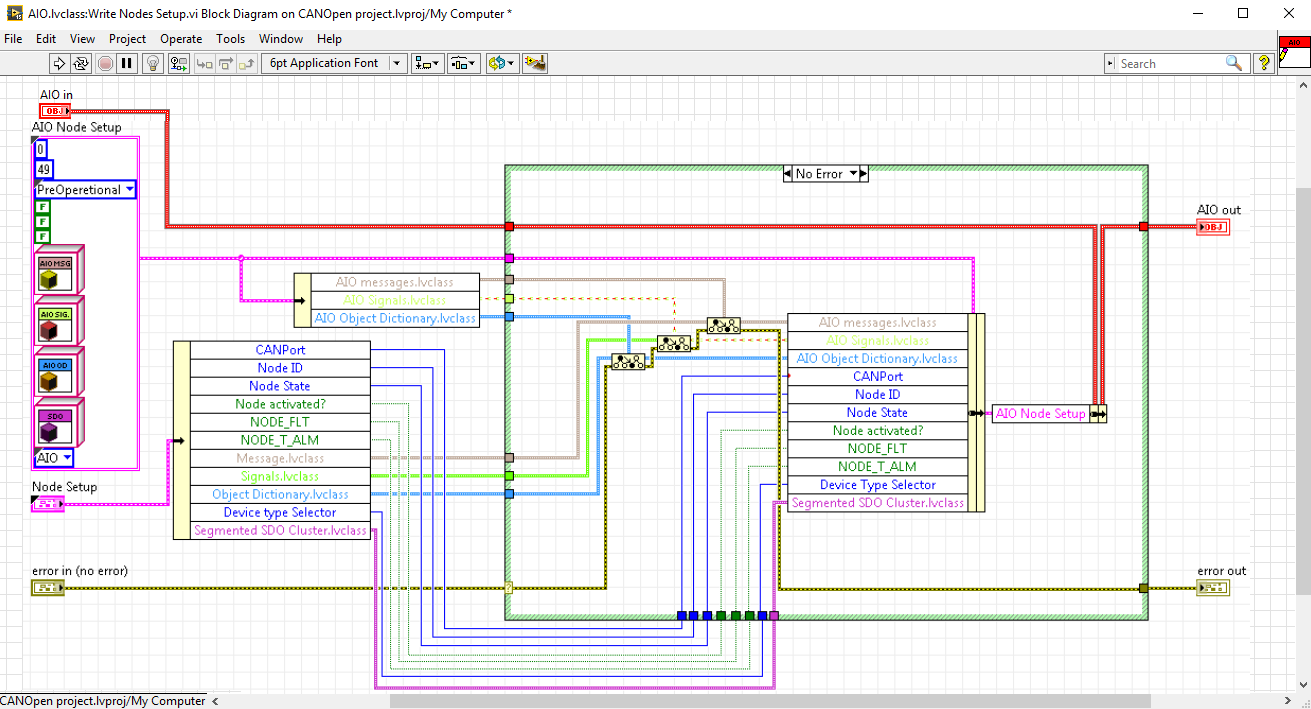 AIO.lvclass:Write Nodes Setup.vi Block Diagram on CANOpen project.lvproj/My Computer *
File Edit View Project Operate Tools Window Help
6pt Application Font
Search
?
AIO
AIO in
OBJ
AIO Node Setup
0
49
PreOperetional
F
F
F
AIO MSG
AIO SIG.
AIO OD
SDO
AIO
Node Setup
error in (no error)
AIO messages.lvclass
AIO Signals.lvclass
AIO Object Dictionary.lvclass
CANPort
Node ID
Node State
Node activated?
NODE_FLT
NODE_T_ALM
Message.lvclass
Signals.lvclass
Object Dictionary.lvclass
Device type Selector
Segmented SDO Cluster.lvclass
No Error
?
AIO messages.lvclass
AIO Signals.lvclass
AIO Object Dictionary.lvclass
CANPort
Node ID
Node State
Node activated?
NODE_FLT
NODE_T_ALM
Device Type Selector
Segmented SDO Cluster.lvclass
AIO Node Setup
AIO out
OBJ
error out
CANOpen project.lvproj/My Computer